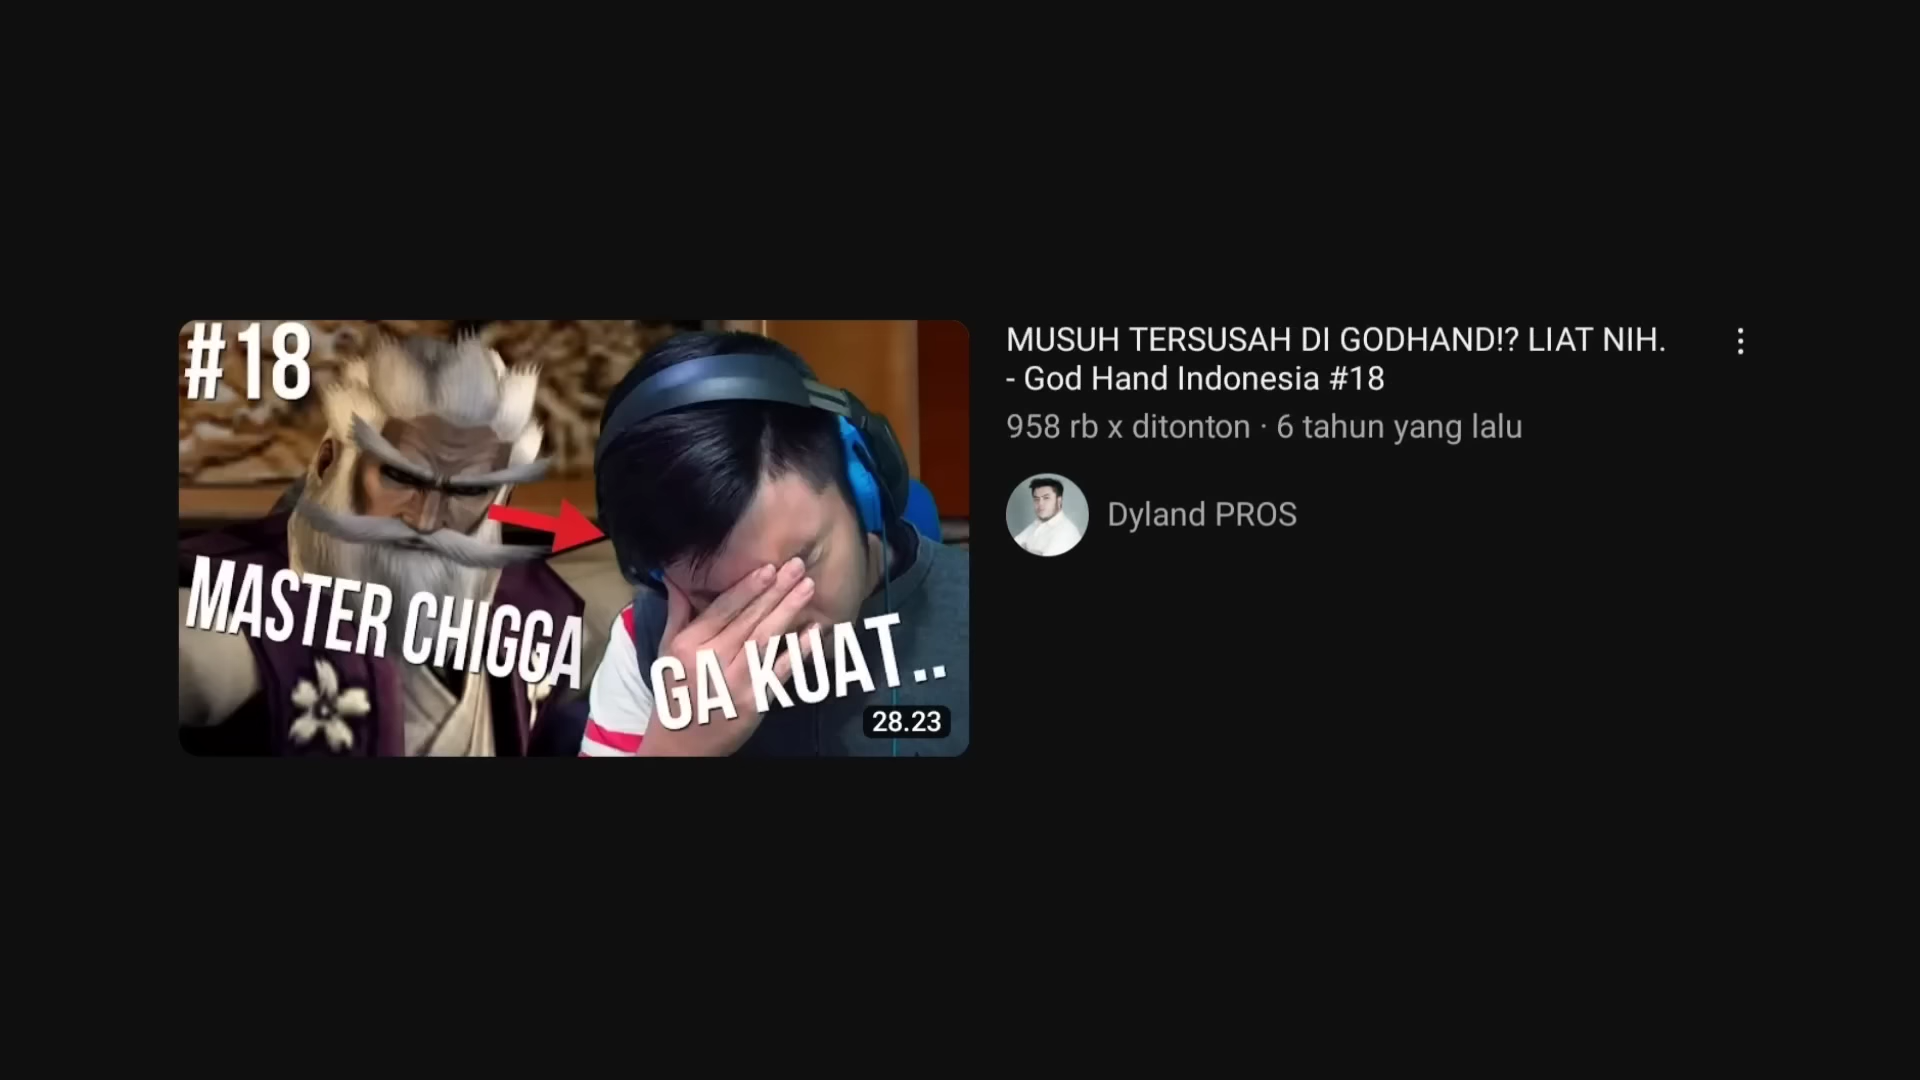 #18
MASTER CHIGGA
GA KUAT..
28.23
MUSUH TERSUSAH DI GODHAND!? LIAT NIH.
- God Hand Indonesia #18
958 rb x ditonton · 6 tahun yang lalu
Dyland PROS